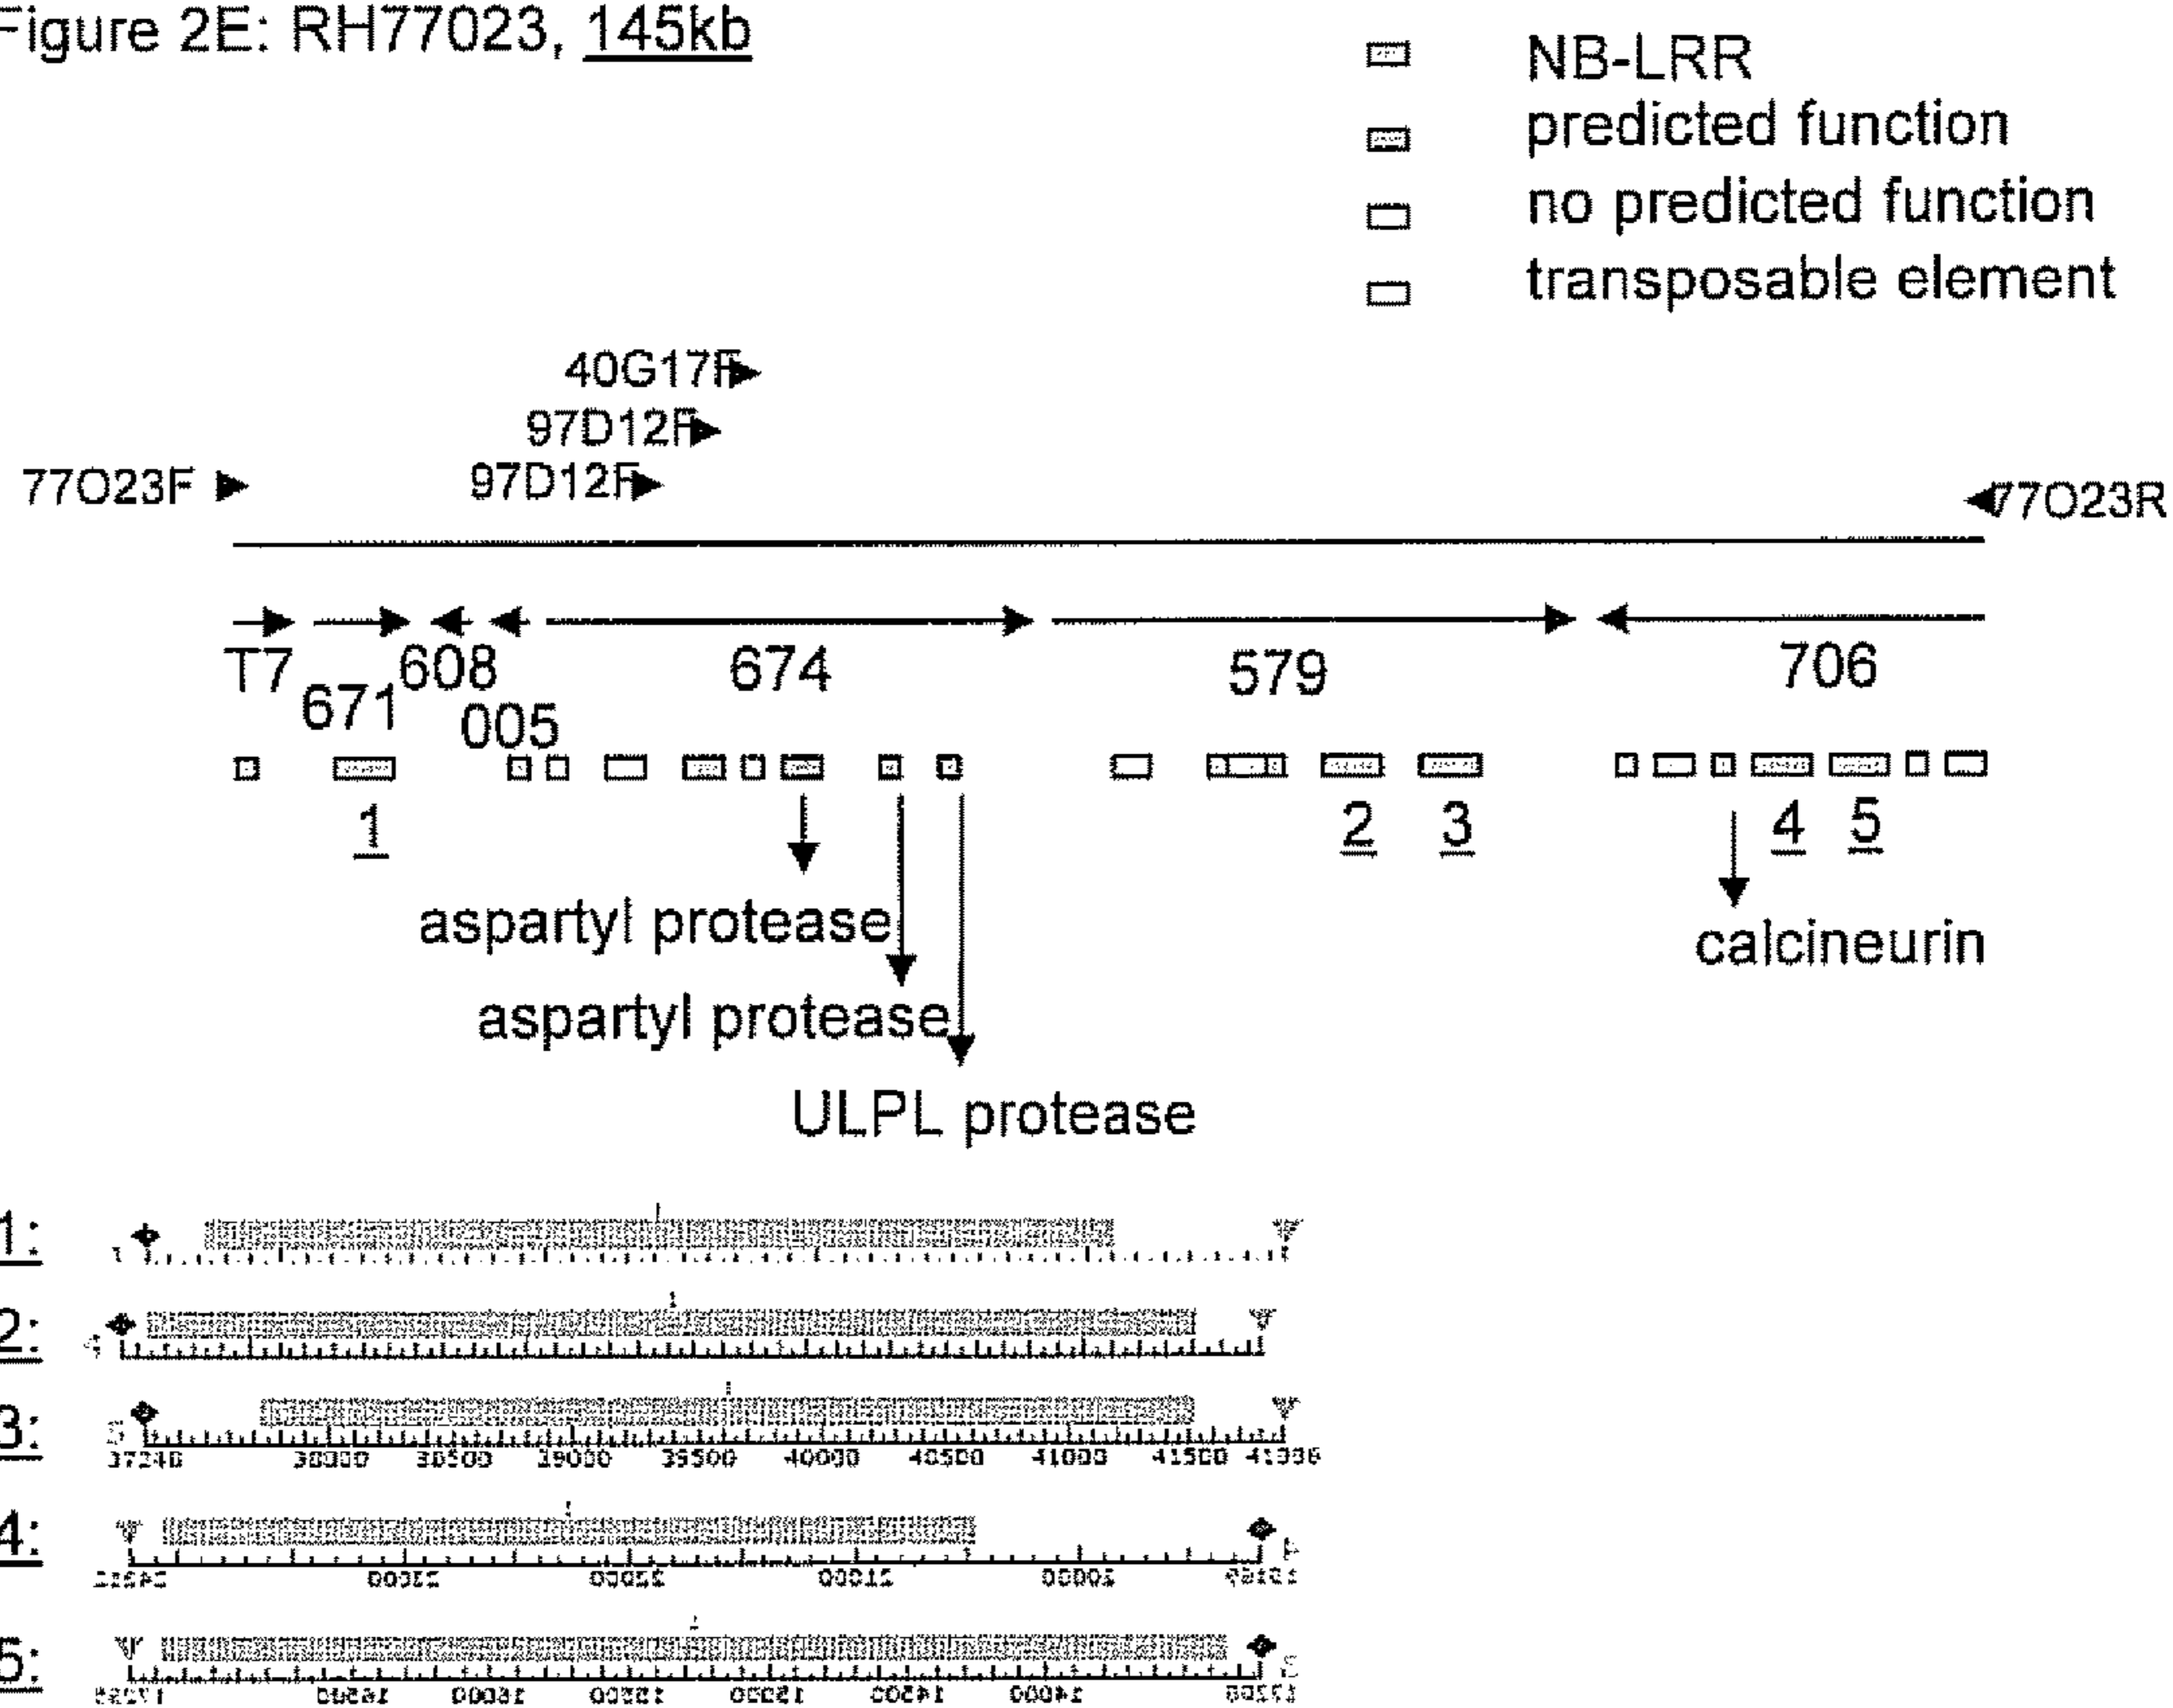 Figure 2E: RH77023, 145kb
NB-LRR
predicted function
no predicted function
transposable element
40G17F
97D12F
97D12F
77O23F
77O23R
T7
671
608
005
674
579
706
1
2
3
4
5
aspartyl protease
aspartyl protease
calcineurin
ULPL protease
1:
2:
3:
38000 38500 39000 39500 40000 40500 41000 41500
4:
5: